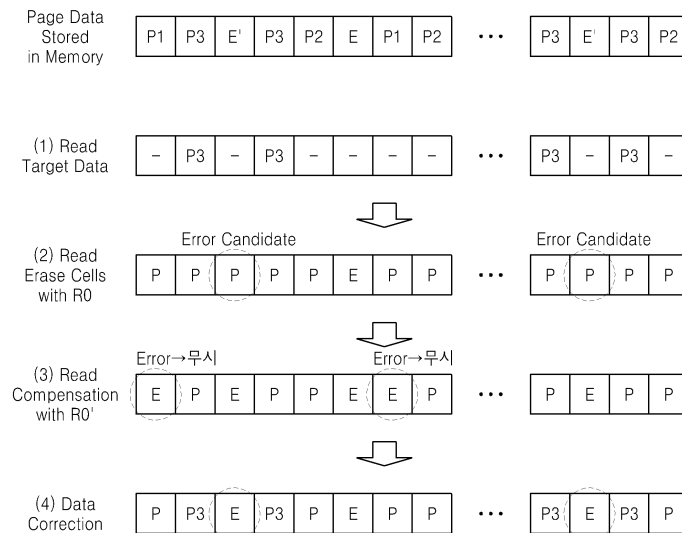 Page Data
Stored
in Memory
P1 P3 E' P3 P2 E P1 P2 ··· P3 E' P3 P2
(1) Read
Target Data
– P3 – P3 – – – – ··· P3 – P3 –
Error Candidate Error Candidate
(2) Read
Erase Cells
with R0
P P P P P E P P ··· P P P P
Error→무시 Error→무시
(3) Read
Compensation
with R0'
E P E P P E E P ··· P E P P
(4) Data
Correction
P P3 E P3 P E P P ··· P3 E P3 P